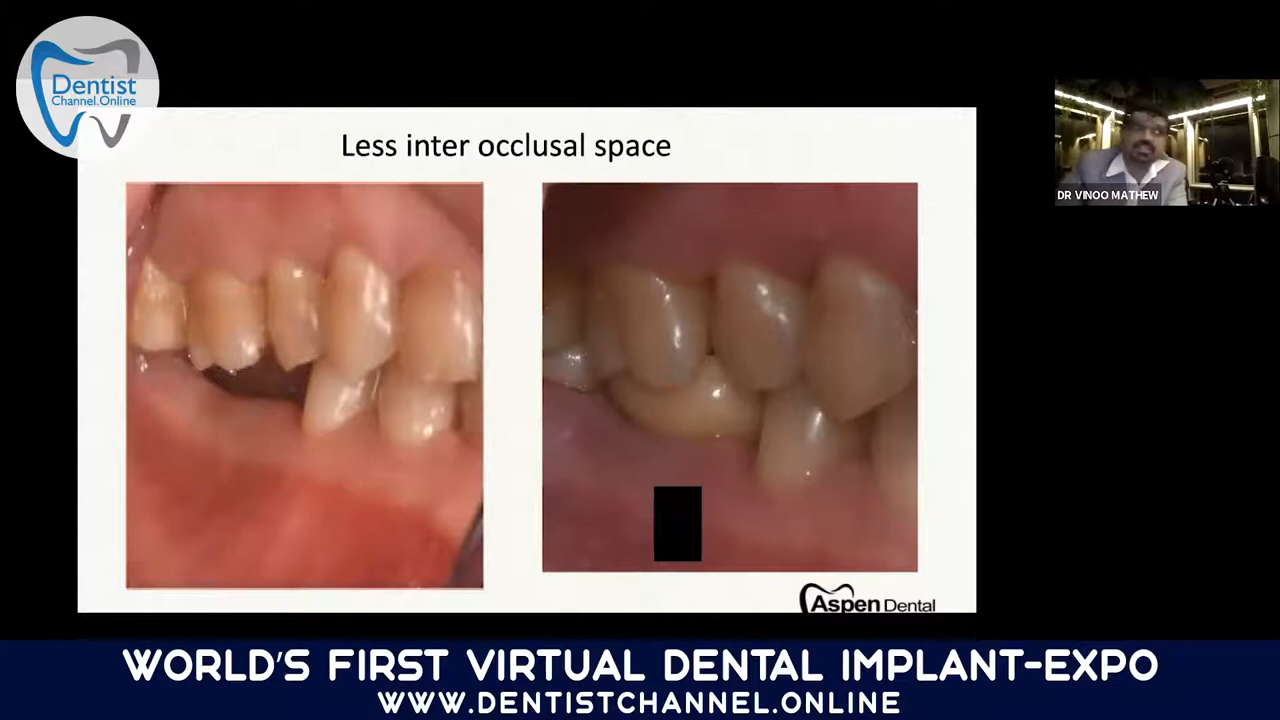 Dentist
Channel.Online
Less inter occlusal space
DR VINOO MATHEW
Aspen Dental
WORLD'S FIRST VIRTUAL DENTAL IMPLANT-EXPO
WWW.DENTISTCHANNEL.ONLINE